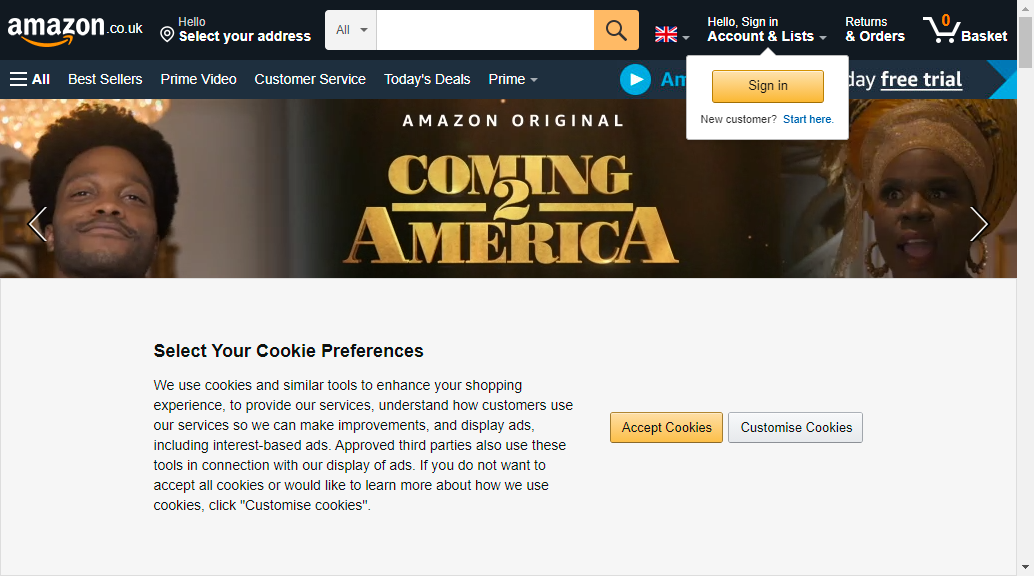 amazon.co.uk
Hello
Select your address
All
Hello, Sign in
Account & Lists
Returns
& Orders
0
Basket
All
Best Sellers
Prime Video
Customer Service
Today's Deals
Prime
free trial
Sign in
New customer? Start here.
AMAZON ORIGINAL
COMING
2
AMERICA
Select Your Cookie Preferences
We use cookies and similar tools to enhance your shopping
experience, to provide our services, understand how customers use
our services so we can make improvements, and display ads,
including interest-based ads. Approved third parties also use these
tools in connection with our display of ads. If you do not want to
accept all cookies or would like to learn more about how we use
cookies, click "Customise cookies".
Accept Cookies
Customise Cookies